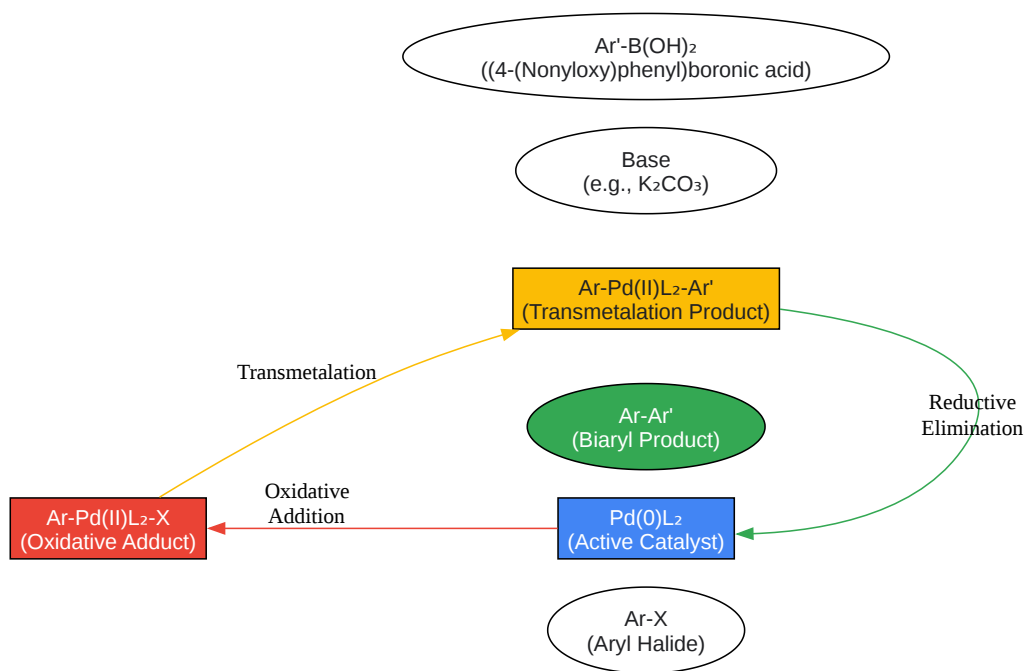 Ar'-B(OH)₂
((4-(Nonyloxy)phenyl)boronic acid)
Base
(e.g., K₂CO₃)
Ar-Pd(II)L₂-Ar'
(Transmetalation Product)
Transmetalation
Ar-Ar'
(Biaryl Product)
Reductive
Elimination
Oxidative
Addition
Ar-Pd(II)L₂-X
(Oxidative Adduct)
Pd(0)L₂
(Active Catalyst)
Ar-X
(Aryl Halide)